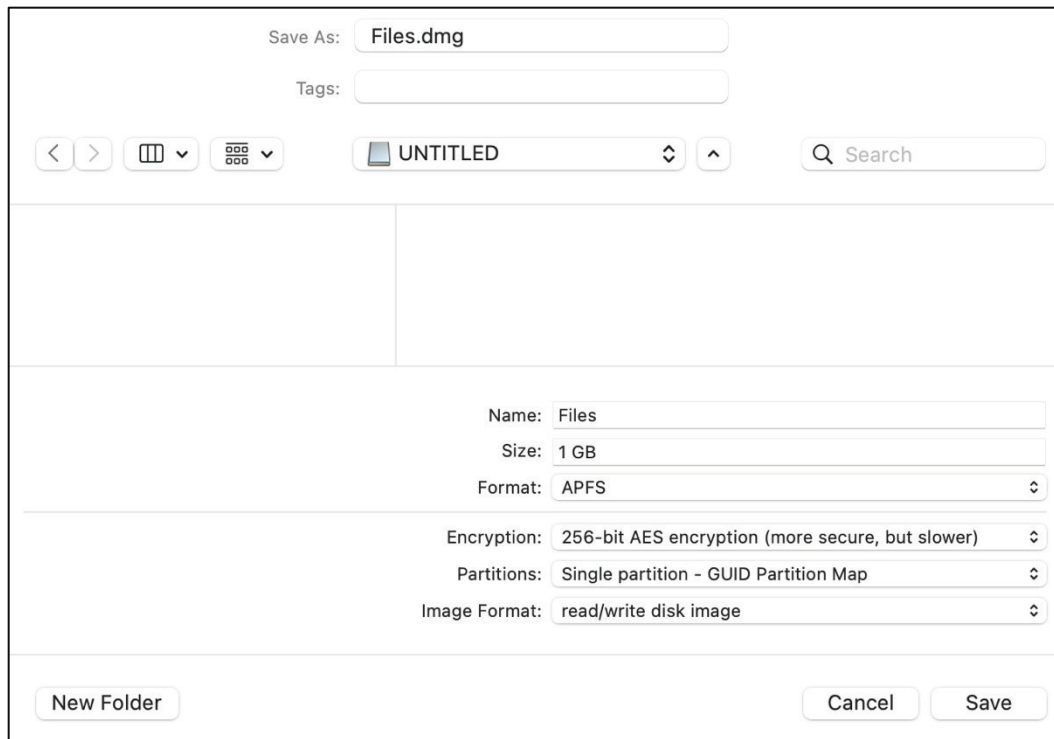 Save As: Files.dmg
Tags:
UNTITLED Search
Name: Files
Size: 1 GB
Format: APFS
Encryption: 256-bit AES encryption (more secure, but slower)
Partitions: Single partition - GUID Partition Map
Image Format: read/write disk image
New Folder Cancel Save